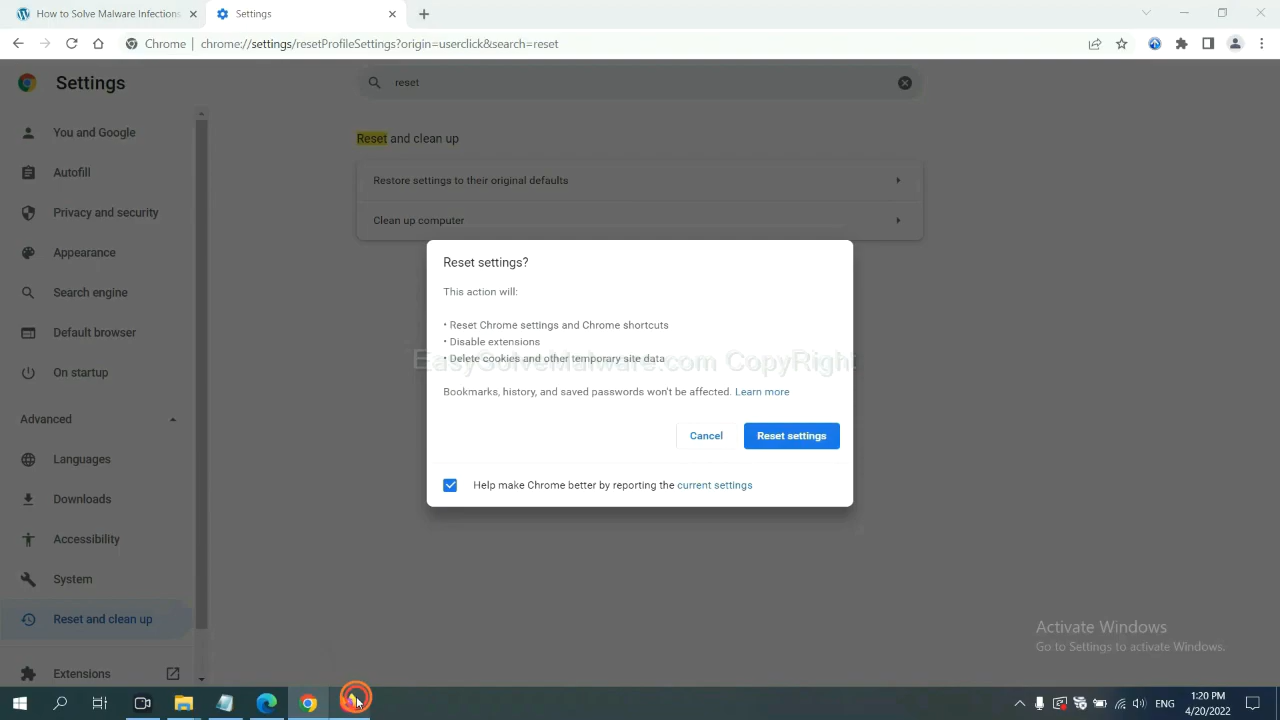 How to Solve Malware Infections
Settings
Chrome | chrome://settings/resetProfileSettings?origin=userclick&search=reset
Settings
reset
You and Google
Autofill
Privacy and security
Appearance
Search engine
Default browser
On startup
Advanced
Languages
Downloads
Accessibility
System
Reset and clean up
Extensions
Reset and clean up
Restore settings to their original defaults
Clean up computer
Reset settings?
This action will:
• Reset Chrome settings and Chrome shortcuts
• Disable extensions
• Delete cookies and other temporary site data
EasySolveMalware.com CopyRight
Bookmarks, history, and saved passwords won't be affected. Learn more
Cancel
Reset settings
Help make Chrome better by reporting the current settings
Activate Windows
Go to Settings to activate Windows.
ENG
1:20 PM
4/20/2022